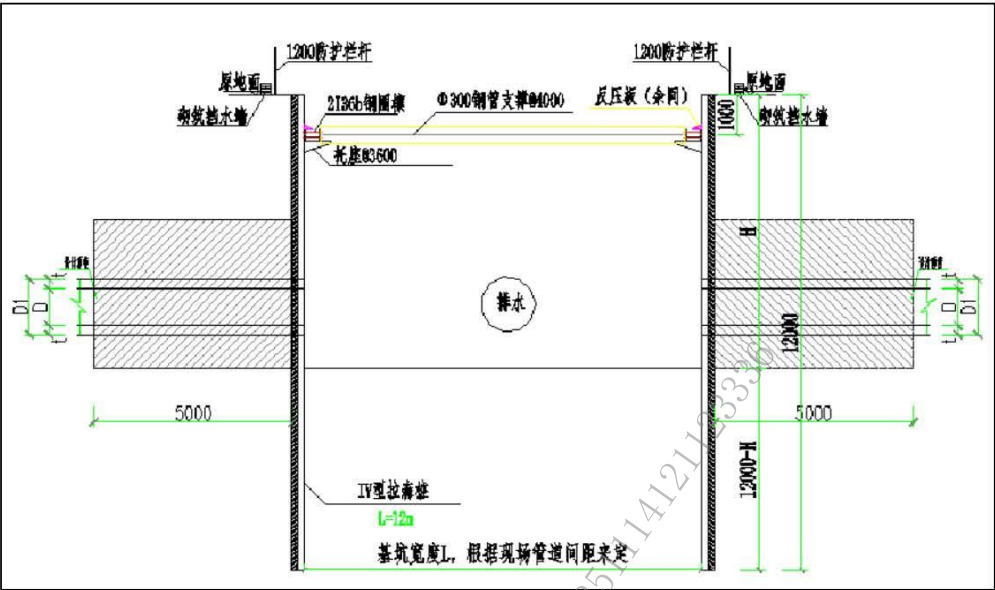 1200防护栏杆
1200防护栏杆
原地面
原地面
砌筑挡水墙
砌筑挡水墙
2I36b钢围檩
Φ300钢管支撑@4000
反压板（余同）
1000
托座@3600
H
t
t
D1
D
排水
D
D1
t
t
12000
5000
5000
12000-H
IV型拉森桩
L=12m
基坑宽度L，根据现场管道间距来定